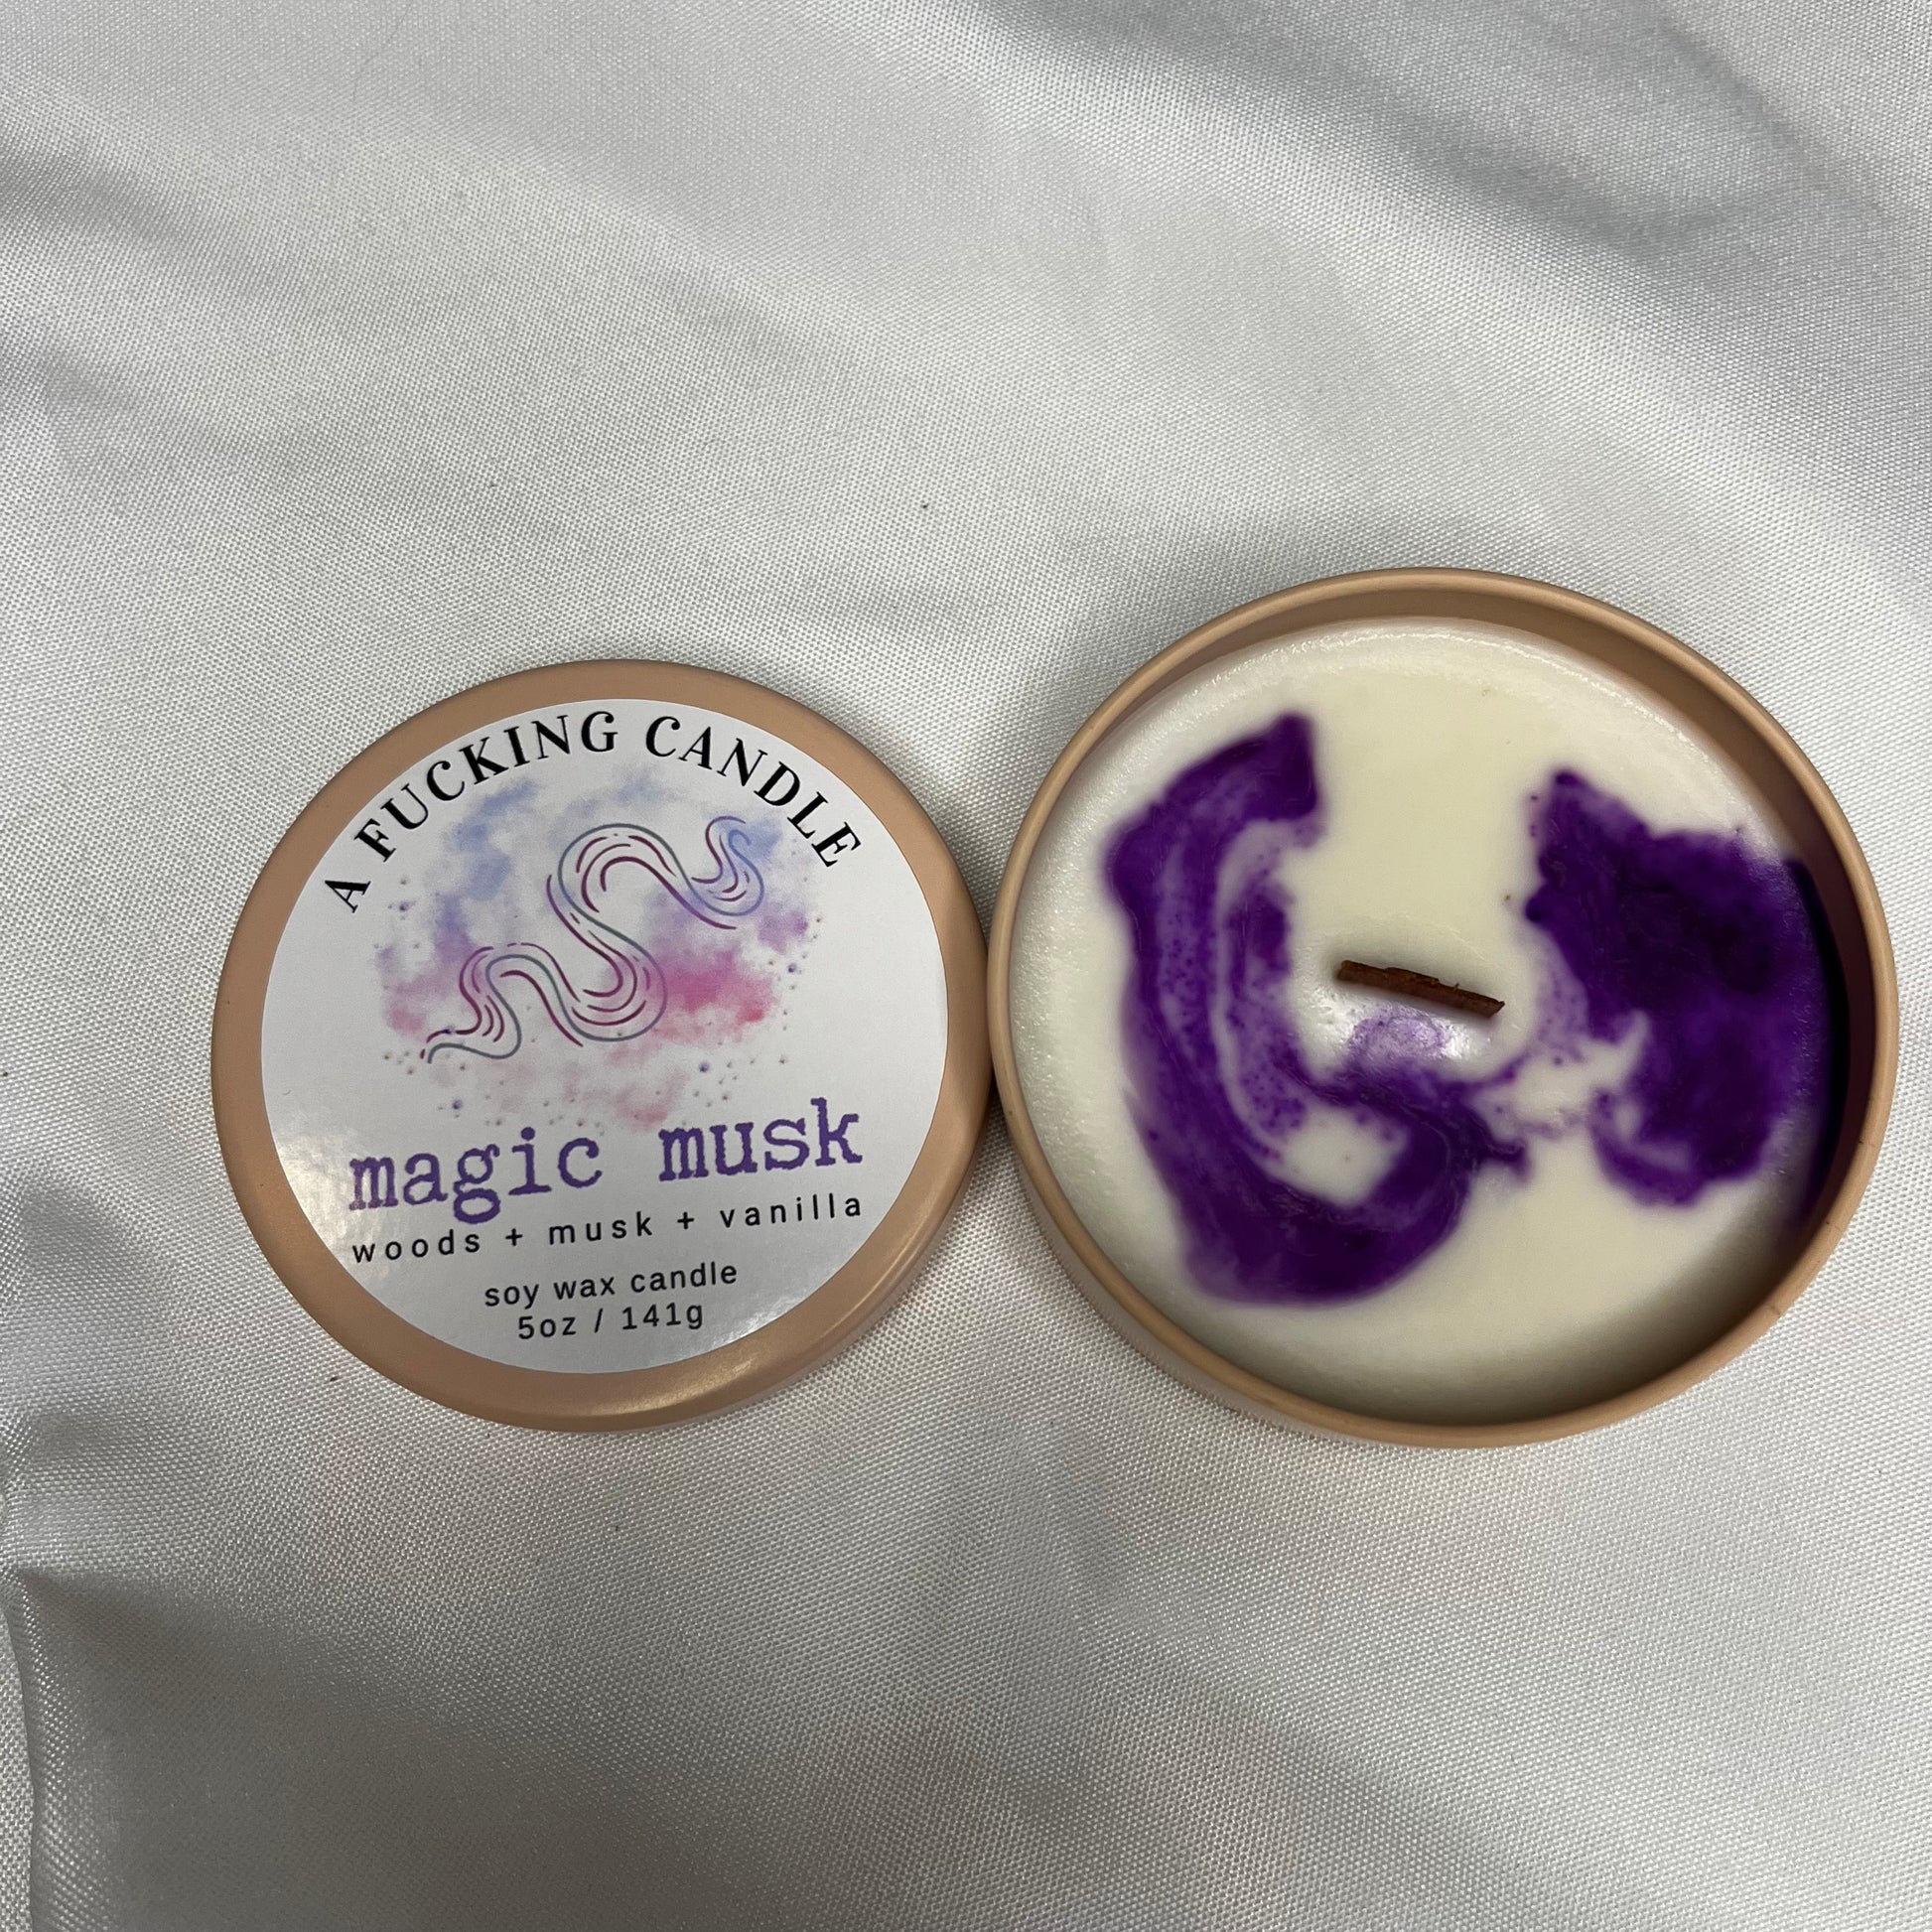 A FUCKING CANDLE
magic musk
woods + musk + vanilla
soy wax candle
5oz / 141g